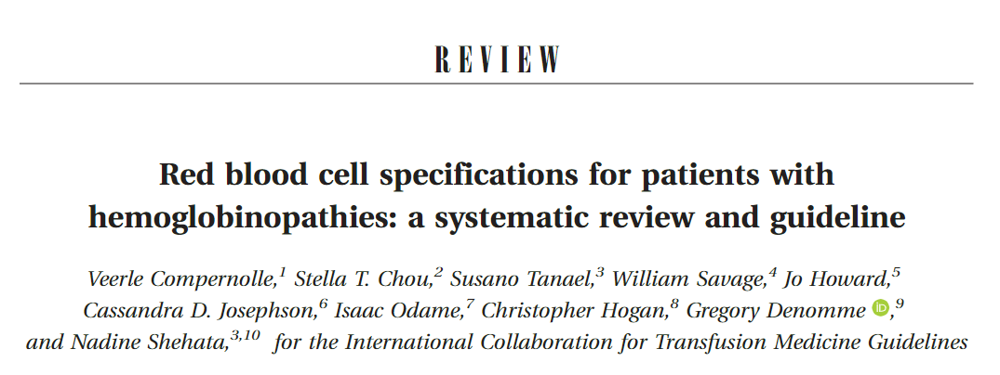 REVIEW
Red blood cell specifications for patients with
hemoglobinopathies: a systematic review and guideline
Veerle Compernolle,1 Stella T. Chou,2 Susano Tanael,3 William Savage,4 Jo Howard,5
Cassandra D. Josephson,6 Isaac Odame,7 Christopher Hogan,8 Gregory Denomme iD,9
and Nadine Shehata,3,10 for the International Collaboration for Transfusion Medicine Guidelines